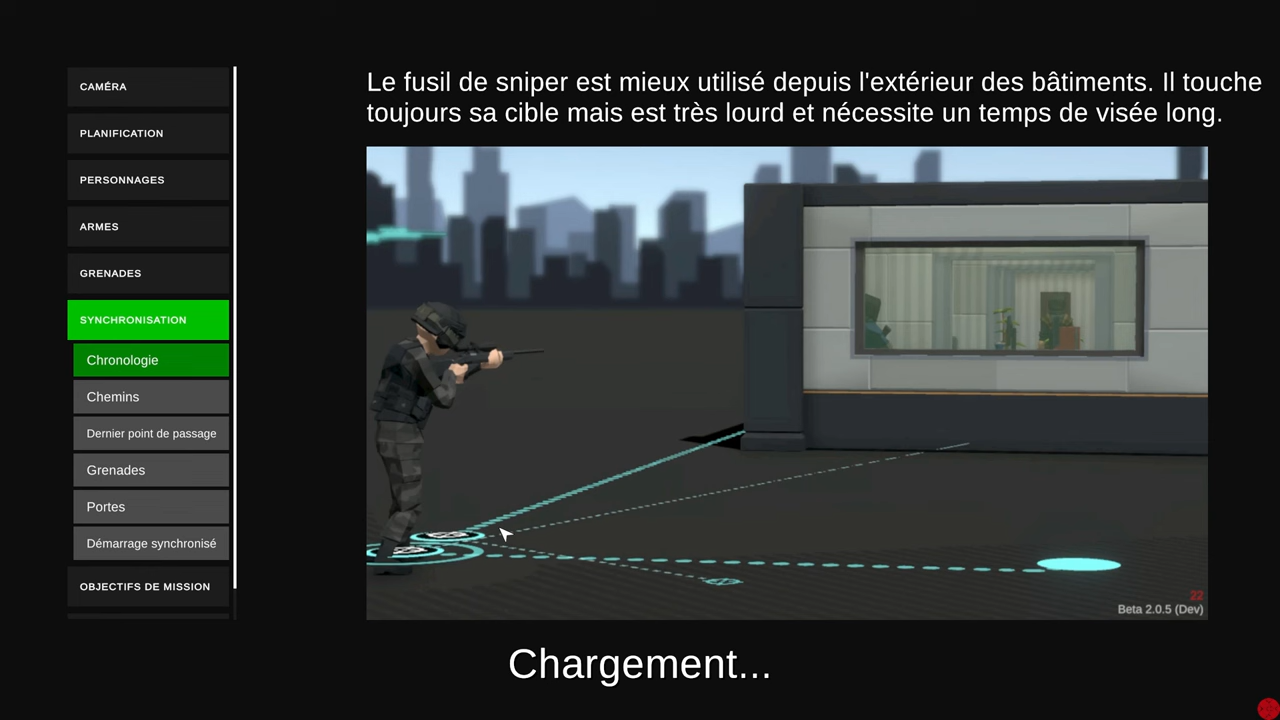 CAMÉRA
PLANIFICATION
PERSONNAGES
ARMES
GRENADES
SYNCHRONISATION
Chronologie
Chemins
Dernier point de passage
Grenades
Portes
Démarrage synchronisé
OBJECTIFS DE MISSION
Le fusil de sniper est mieux utilisé depuis l'extérieur des bâtiments. Il touche
toujours sa cible mais est très lourd et nécessite un temps de visée long.
22
Beta 2.0.5 (Dev)
Chargement...